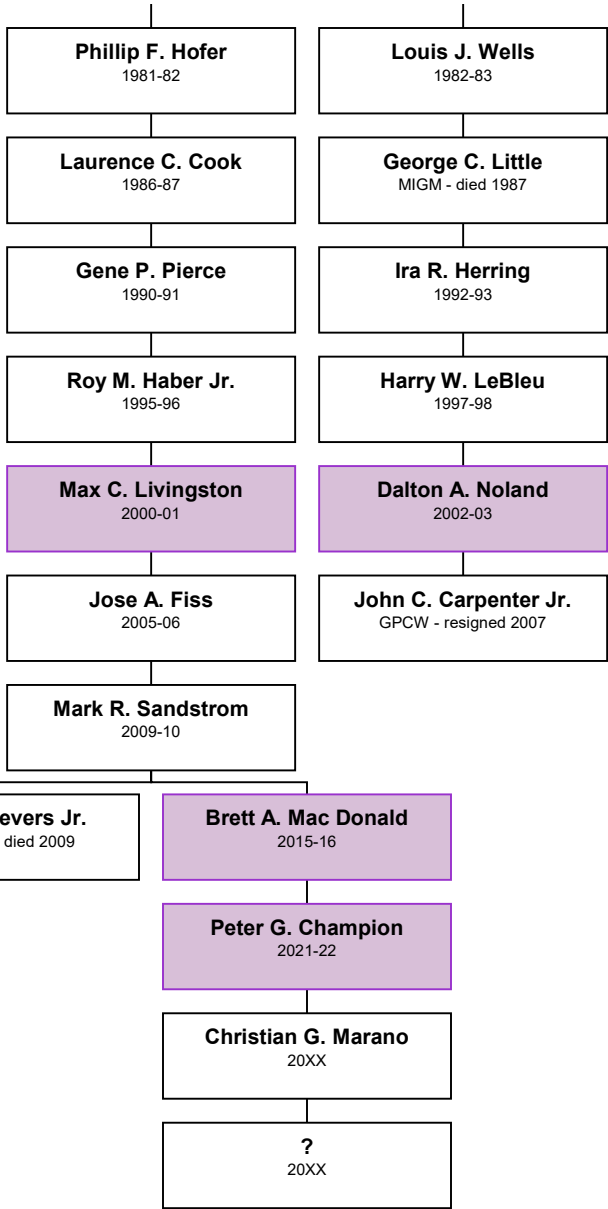 Phillip F. Hofer
1981-82
Louis J. Wells
1982-83
Laurence C. Cook
1986-87
George C. Little
MIGM - died 1987
Gene P. Pierce
1990-91
Ira R. Herring
1992-93
Roy M. Haber Jr.
1995-96
Harry W. LeBleu
1997-98
Max C. Livingston
2000-01
Dalton A. Noland
2002-03
Jose A. Fiss
2005-06
John C. Carpenter Jr.
GPCW - resigned 2007
Mark R. Sandstrom
2009-10
evers Jr.
died 2009
Brett A. Mac Donald
2015-16
Peter G. Champion
2021-22
Christian G. Marano
20XX
?
20XX